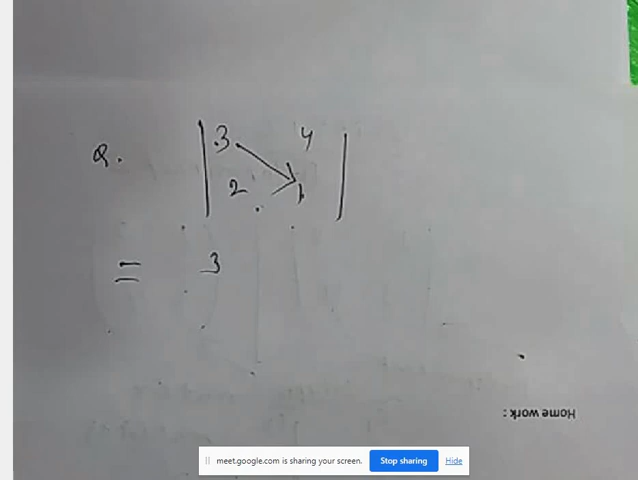 Q. | 3 4 |
| 2 1 |
= 3
Home work :
meet.google.com is sharing your screen. Stop sharing Hide